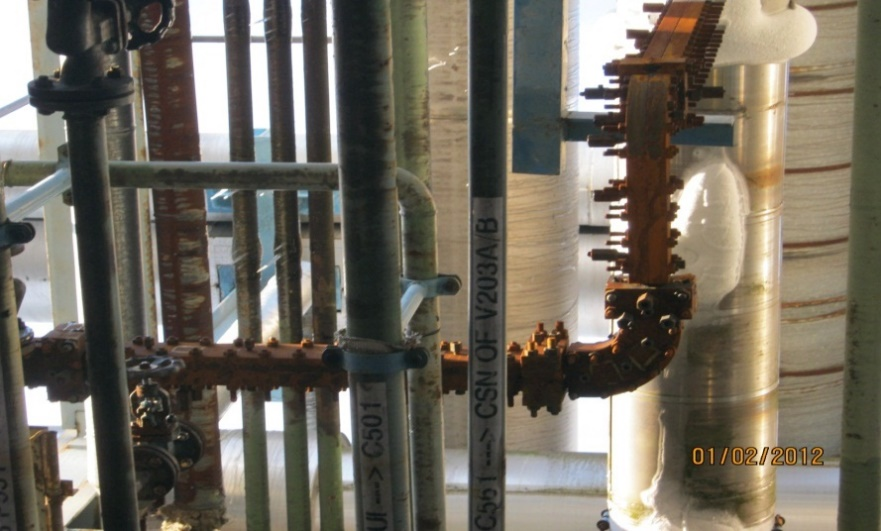 C551 ---> CSN OF V203A/B
---> C501
01/02/2012